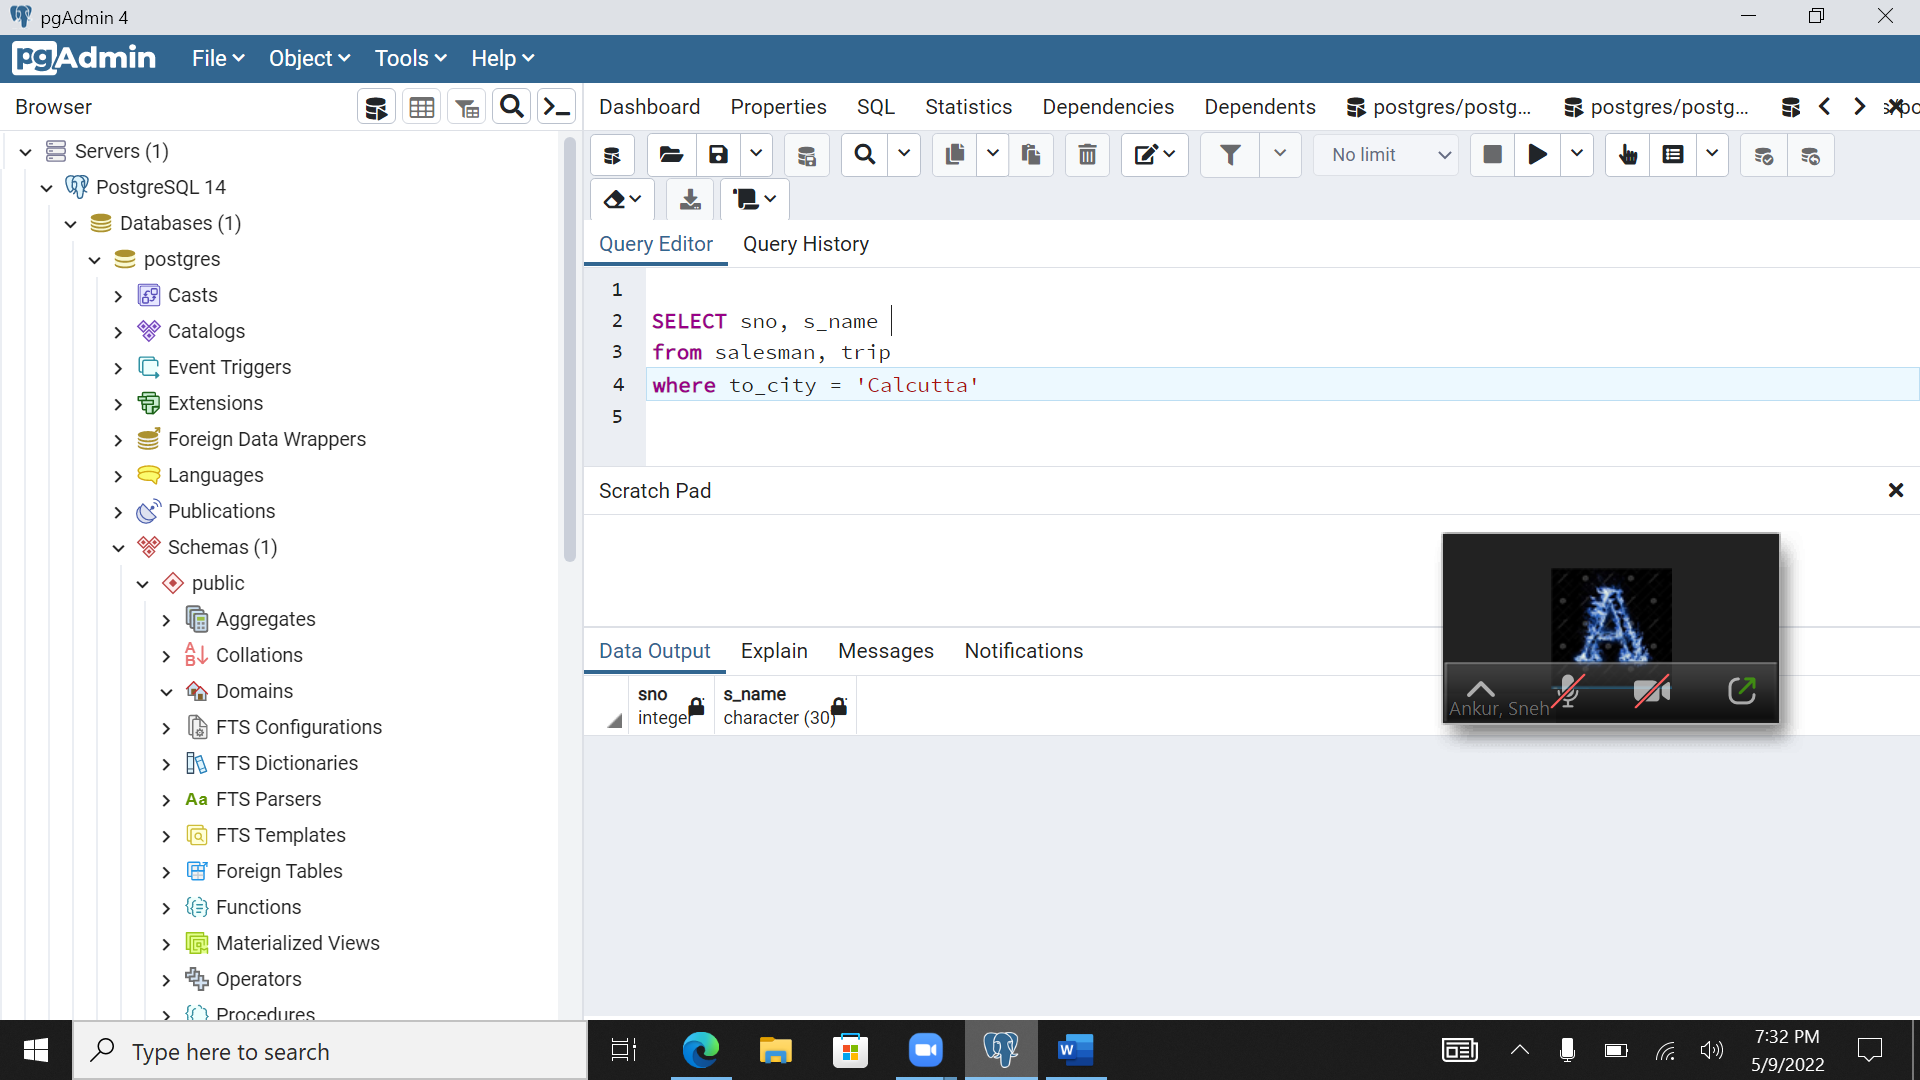 pgAdmin 4
pgAdmin File Object Tools Help
Browser
Dashboard Properties SQL Statistics Dependencies Dependents postgres/postg... postgres/postg...
Servers (1)
PostgreSQL 14
Databases (1)
postgres
Casts
Catalogs
Event Triggers
Extensions
Foreign Data Wrappers
Languages
Publications
Schemas (1)
public
Aggregates
Collations
Domains
FTS Configurations
FTS Dictionaries
Aa FTS Parsers
FTS Templates
Foreign Tables
Functions
Materialized Views
Operators
Procedures
No limit
Query Editor Query History
1
2 SELECT sno, s_name
3 from salesman, trip
4 where to_city = 'Calcutta'
5
Scratch Pad
A
Ankur, Sneh
Data Output Explain Messages Notifications
sno s_name
integer character (30)
Type here to search
W
7:32 PM
5/9/2022